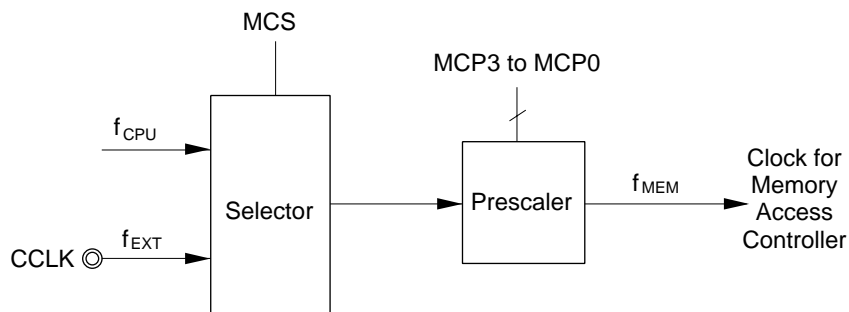 MCS
MCP3 to MCP0
fCPU
Selector
Prescaler
fMEM
Clock for
Memory
Access
Controller
CCLK
fEXT